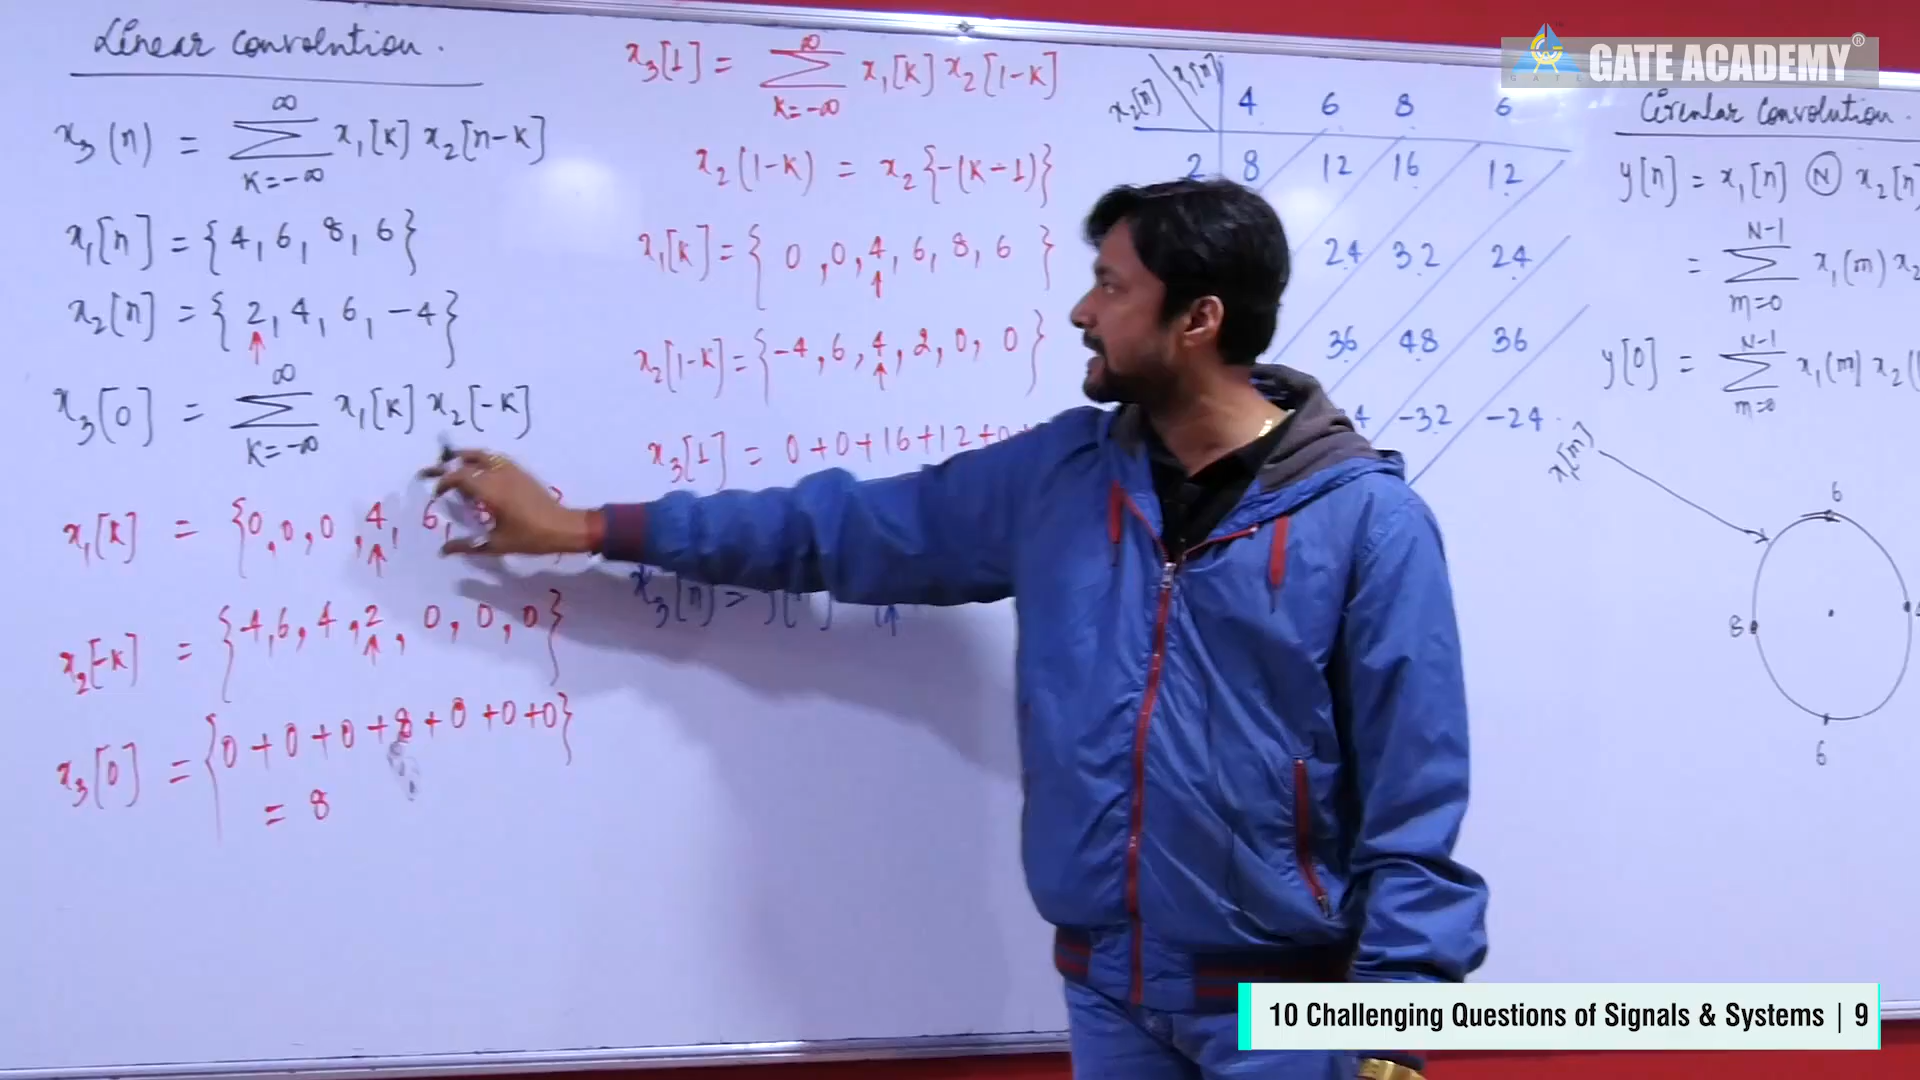 Linear convolution.
x₃(n) = ∞ Σ K=-∞ x₁[K] x₂[n-K]
x₁[n] = {4, 6, 8, 6}
x₂[n] = {2, 4, 6, -4}
↑
x₃[0] = ∞ Σ K=-∞ x₁[K] x₂[-K]
x₁[K] = {0, 0, 0, 4, 6,
↑
x₂[-K] = {-4, 6, 4, 2, 0, 0, 0}
↑
x₃[0] = {0 + 0 + 0 + 8 + 0 + 0 + 0}
= 8
x₃[1] = ∞ Σ K=-∞ x₁[K] x₂[1-K]
x₂(1-K) = x₂{-(K-1)}
x₁[K] = { 0, 0, 4, 6, 8, 6 }
↑
x₂[1-K] = {-4, 6, 4, 2, 0, 0}
↑
x₃[1] = 0 + 0 + 16 + 12 + 0
x₃[n] =
x₂[n] x₁[n] 4 6 8 6
2 8 12 16 12
24 32 24
36 48 36
-32 -24
GATE ACADEMY®
GATE
Circular convolution.
y[n] = x₁[n] Ⓝ x₂[n
= N-1 Σ m=0 x₁(m) x₂
y[0] = N-1 Σ m=0 x₁(m) x₂(
x₁[m]
6
8
6
10 Challenging Questions of Signals & Systems | 9